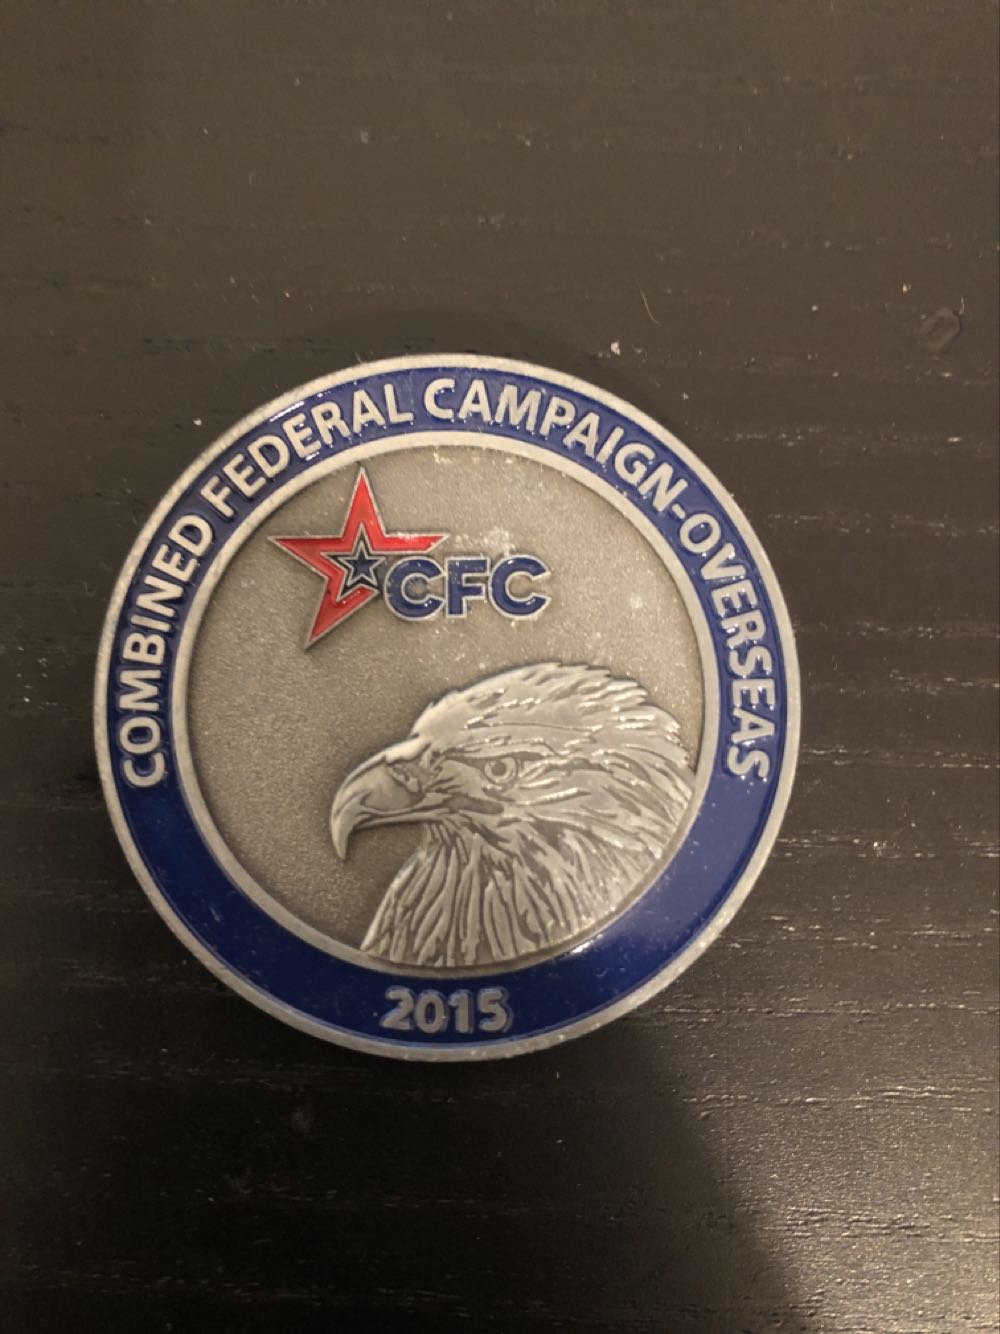 COMBINED FEDERAL CAMPAIGN-OVERSEAS
CFC
2015